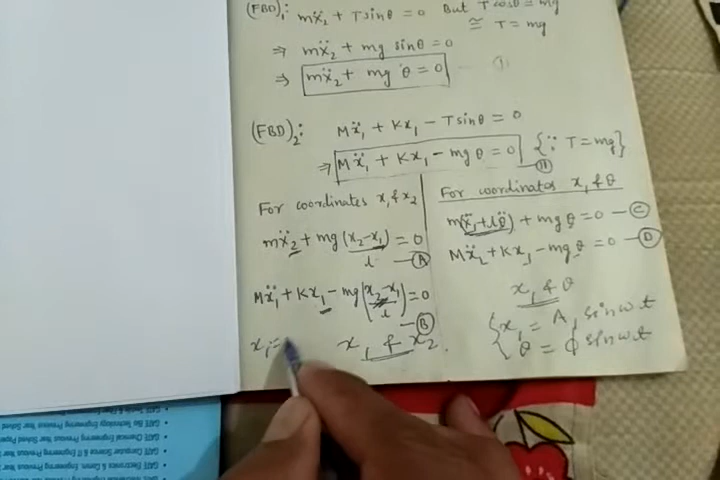 (FBD)₁: mẍ₂ + T sinθ = 0 But T cosθ = mg
≅ T = mg
⇒ mẍ₂ + mg sinθ = 0
⇒ mẍ₂ + mg θ = 0 — ①
(FBD)₂: Mẍ₁ + Kx₁ − T sinθ = 0
⇒ Mẍ₁ + Kx₁ − mg θ = 0 {∵ T = mg}
— Ⓘⓘ
For coordinates x₁ & x₂
mẍ₂ + mg (x₂−x₁)/l = 0
— Ⓐ
Mẍ₁ + Kx₁ − mg (x₂−x₁)/l = 0
— Ⓑ
x₁ = x₁ & x₂.
For coordinates x₁ & θ
m(ẍ₁ + lθ̈) + mg θ = 0 — Ⓒ
Mẍ₁ + Kx₁ − mg θ = 0 — Ⓓ
x₁ & θ
{ x₁ = A₁ sinωt
θ = Φ sinωt